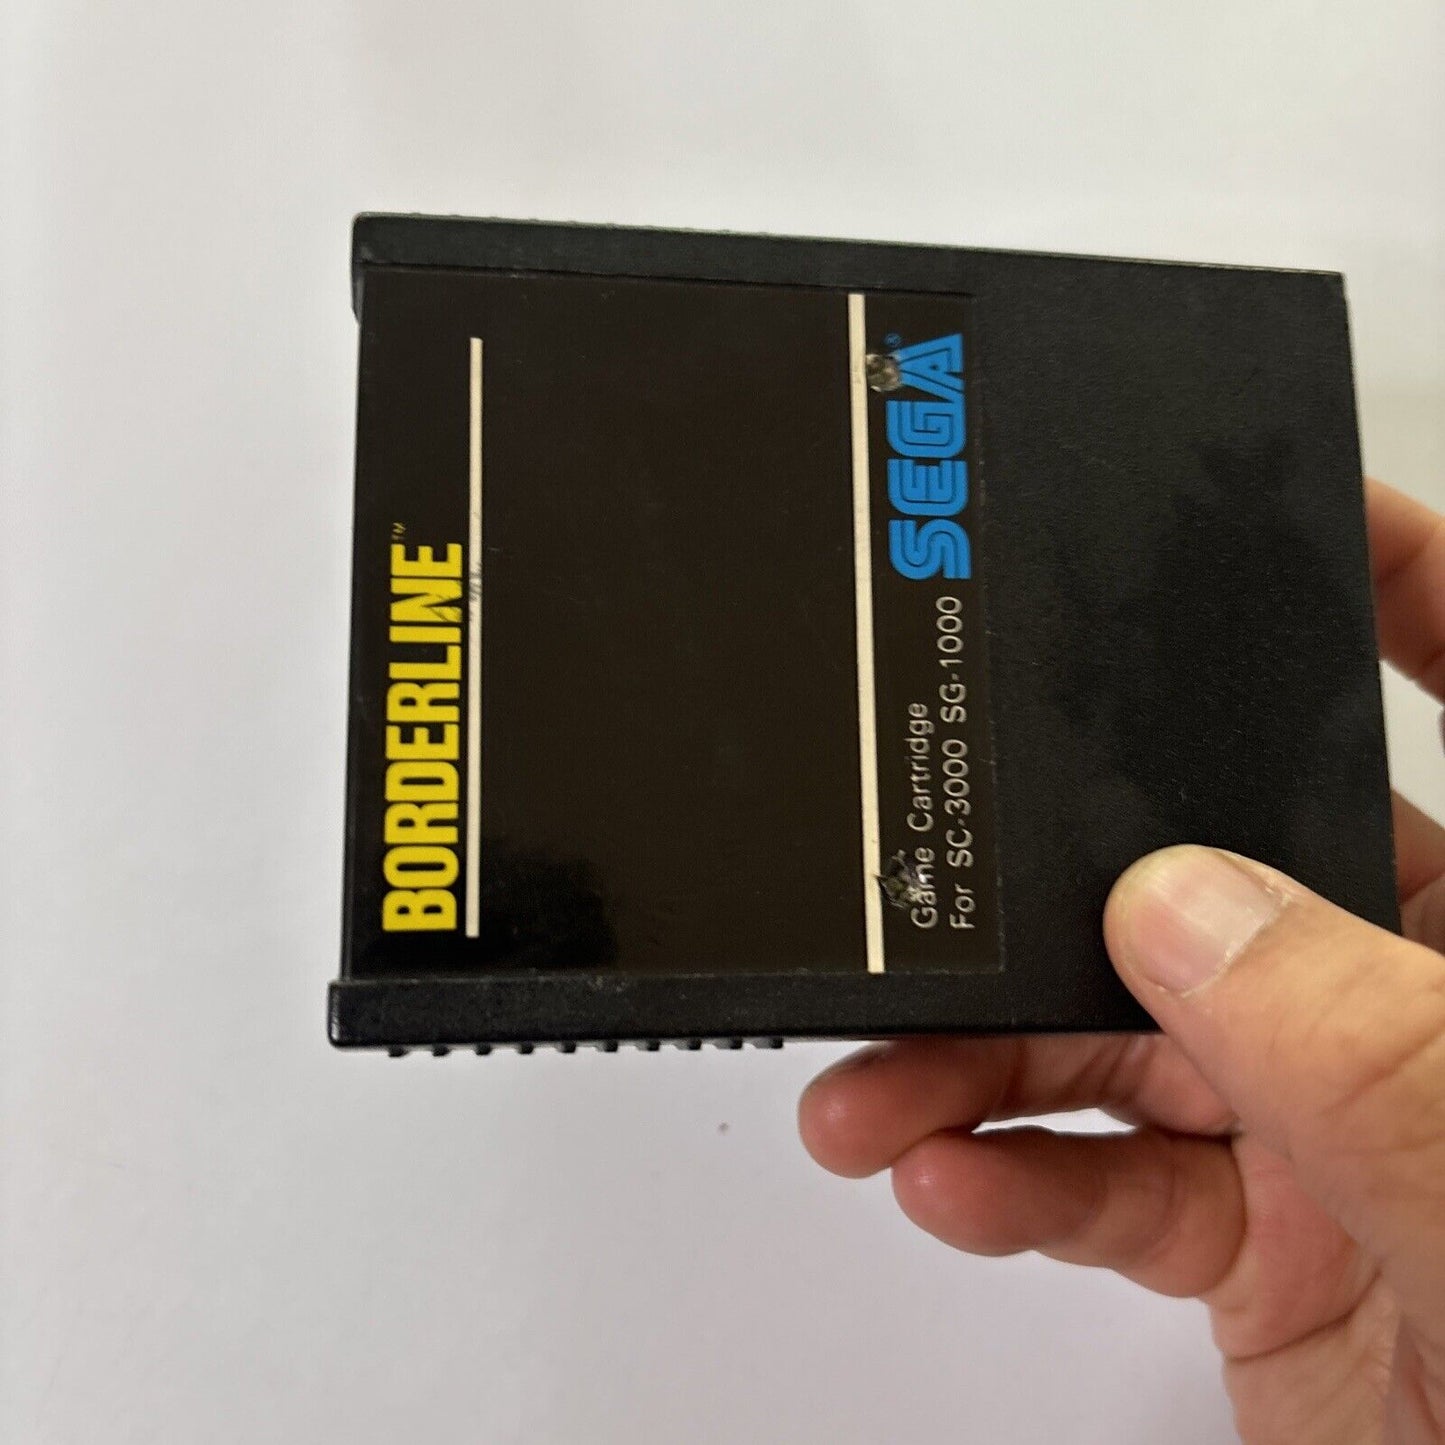 BORDERLINE™
SEGA®
Game Cartridge
For SC-3000 SG-1000